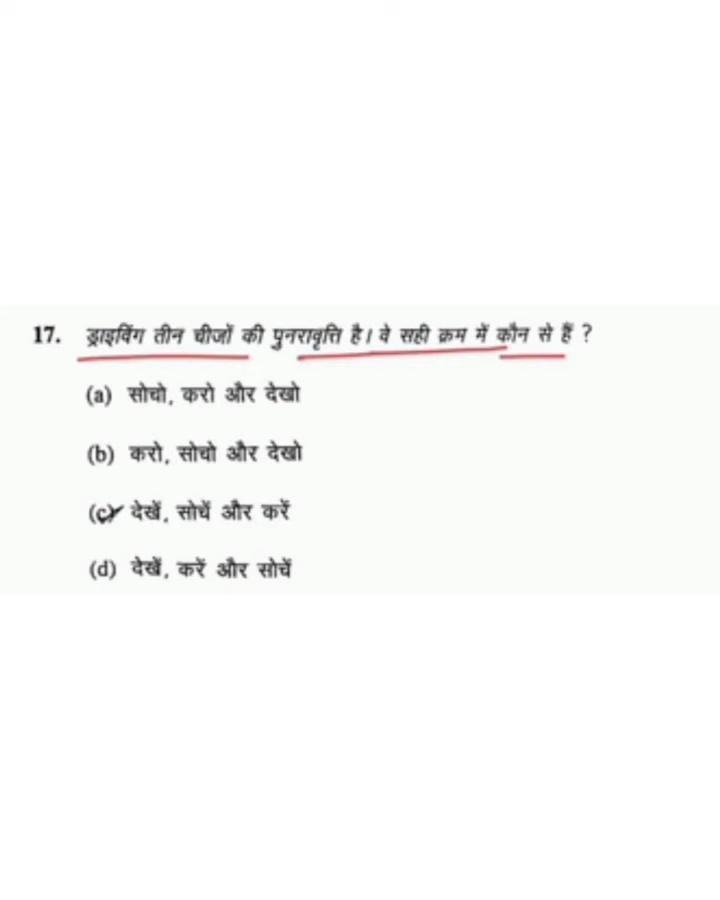 17. ड्राइविंग तीन चीजों की पुनरावृत्ति है। वे सही क्रम में कौन से हैं ?
(a) सोचो, करो और देखो
(b) करो, सोचो और देखो
(c) देखें, सोचें और करें
(d) देखें, करें और सोचें